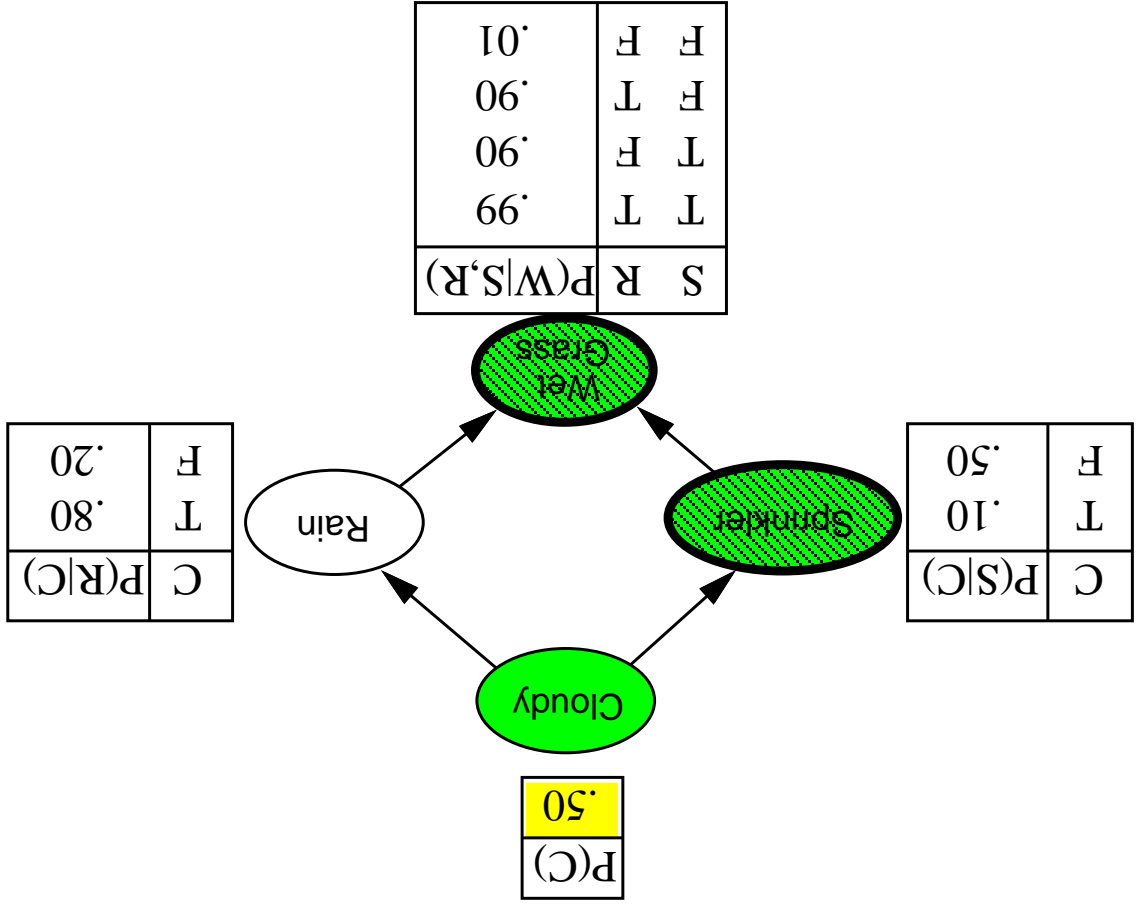 P(C)
.50
Cloudy
C P(S|C)
T .10
F .50
Sprinkler
Rain
C P(R|C)
T .80
F .20
Wet
Grass
S R P(W|S,R)
T T .99
T F .90
F T .90
F F .01